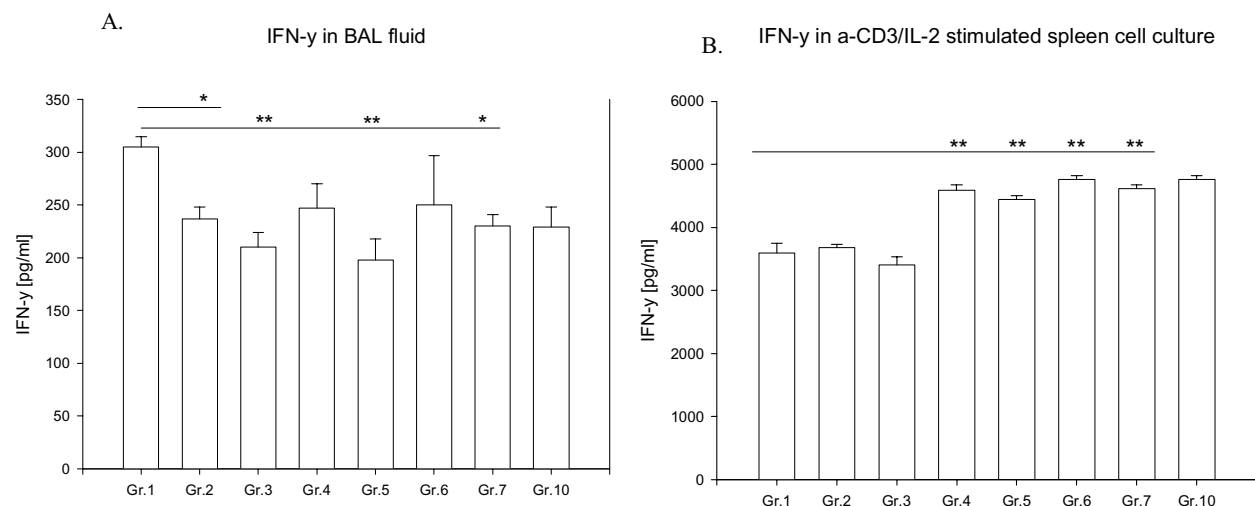 A.
IFN-y in BAL fluid
IFN-y [pg/ml]
350
300
250
200
150
100
50
0
* 
** ** *
Gr.1 Gr.2 Gr.3 Gr.4 Gr.5 Gr.6 Gr.7 Gr.10
B.
IFN-y in a-CD3/IL-2 stimulated spleen cell culture
IFN-y [pg/ml]
6000
5000
4000
3000
2000
1000
0
** ** ** **
Gr.1 Gr.2 Gr.3 Gr.4 Gr.5 Gr.6 Gr.7 Gr.10